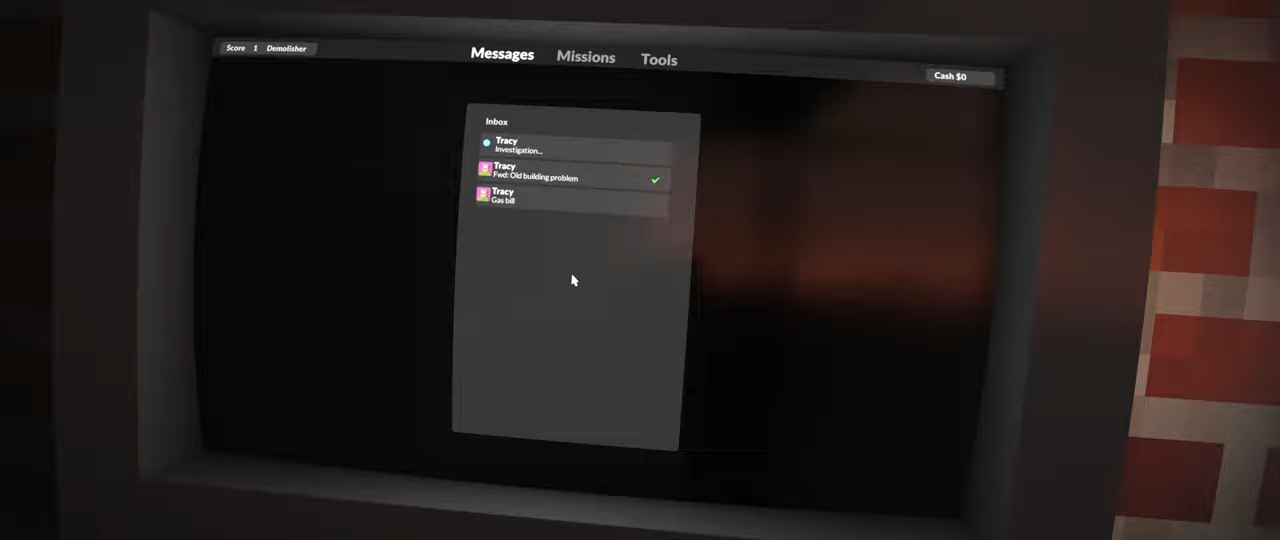 Score 1 Demolisher
Messages Missions Tools
Cash $0
Inbox
Tracy
Investigation...
Tracy
Fwd: Old building problem
Tracy
Gas bill